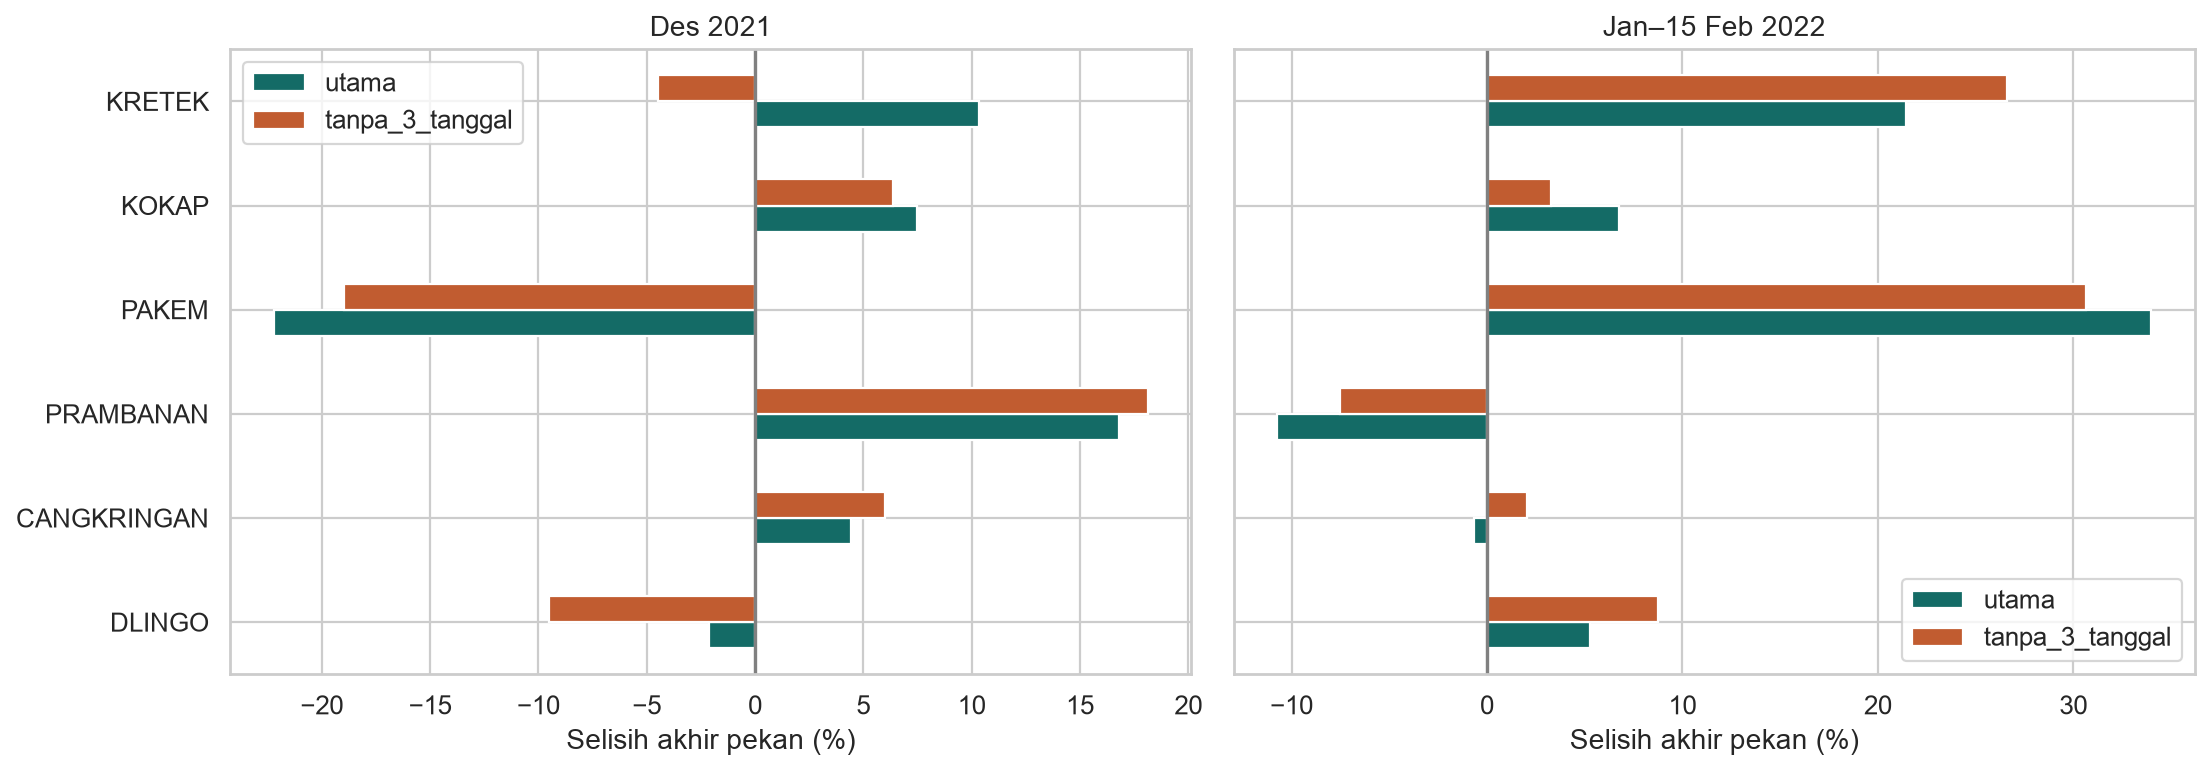 Des 2021
utama
tanpa_3_tanggal
KRETEK
KOKAP
PAKEM
PRAMBANAN
CANGKRINGAN
DLINGO
−20 −15 −10 −5 0 5 10 15 20
Selisih akhir pekan (%)
Jan–15 Feb 2022
utama
tanpa_3_tanggal
−10 0 10 20 30
Selisih akhir pekan (%)